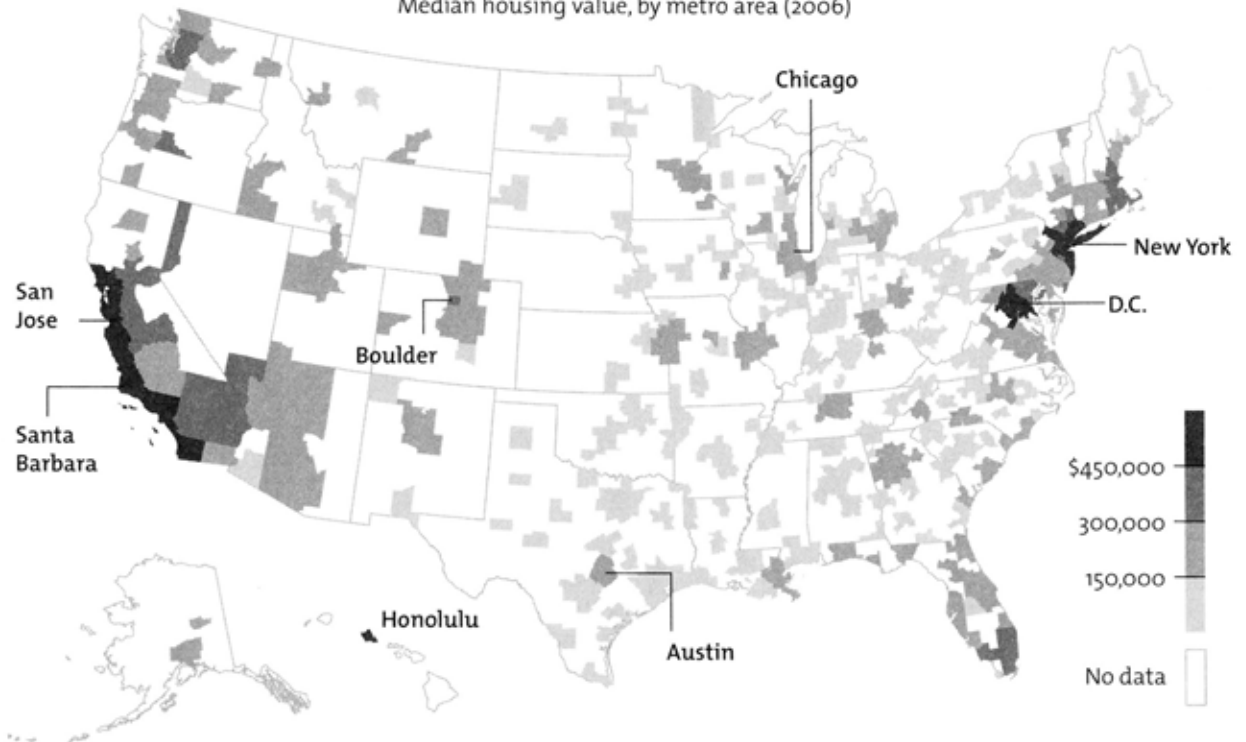 Median housing value, by metro area (2006)
Chicago
New York
D.C.
San
Jose
Boulder
Santa
Barbara
$450,000
300,000
150,000
Honolulu
Austin
No data